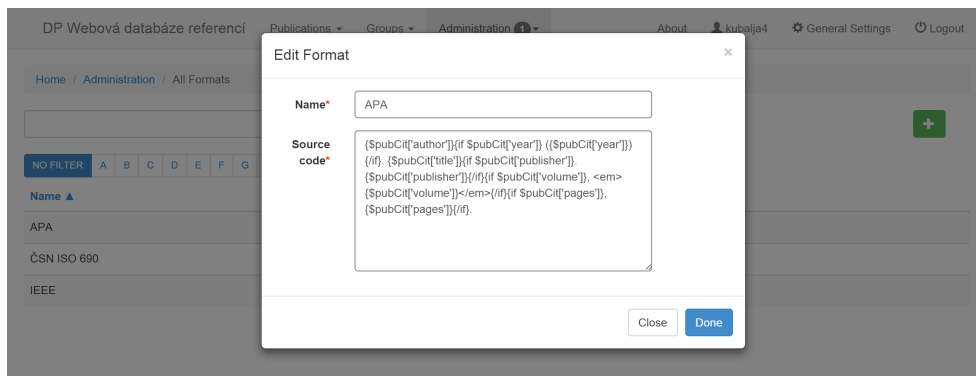 DP Webová databáze referencí Publications Groups Administration 1 About kubalja4 General Settings Logout
Edit Format ×
Home / Administration / All Formats
Name* APA
+
Source code*
{$pubCit['author']}{if $pubCit['year']} ({$pubCit['year']})
{/if}. {$pubCit['title']}{if $pubCit['publisher']}.
{$pubCit['publisher']}{/if}{if $pubCit['volume']}, <em>
{$pubCit['volume']}</em>{/if}{if $pubCit['pages']},
{$pubCit['pages']}{/if}.
NO FILTER A B C D E F G
Name ▲
APA
ČSN ISO 690
IEEE
Close Done